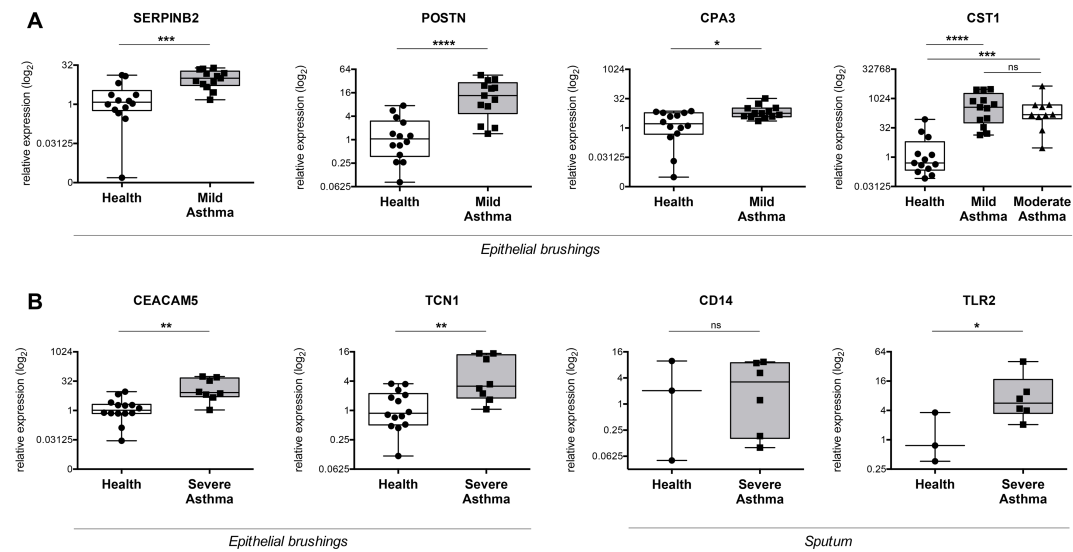 A
SERPINB2
***
relative expression (log2)
32
1
0.03125
0
Health
Mild
Asthma
POSTN
****
relative expression (log2)
64
16
4
1
0.25
0.0625
Health
Mild
Asthma
CPA3
*
relative expression (log2)
1024
32
1
0.03125
0
Health
Mild
Asthma
CST1
****
***
ns
relative expression (log2)
32768
1024
32
1
0.03125
Health
Mild
Asthma
Moderate
Asthma
Epithelial brushings
B
CEACAM5
**
relative expression (log2)
1024
32
1
0.03125
0
Health
Severe
Asthma
TCN1
**
relative expression (log2)
16
4
1
0.25
0.0625
Health
Severe
Asthma
CD14
ns
relative expression (log2)
16
4
1
0.25
0.0625
Health
Severe
Asthma
TLR2
*
relative expression (log2)
64
16
4
1
0.25
Health
Severe
Asthma
Epithelial brushings
Sputum